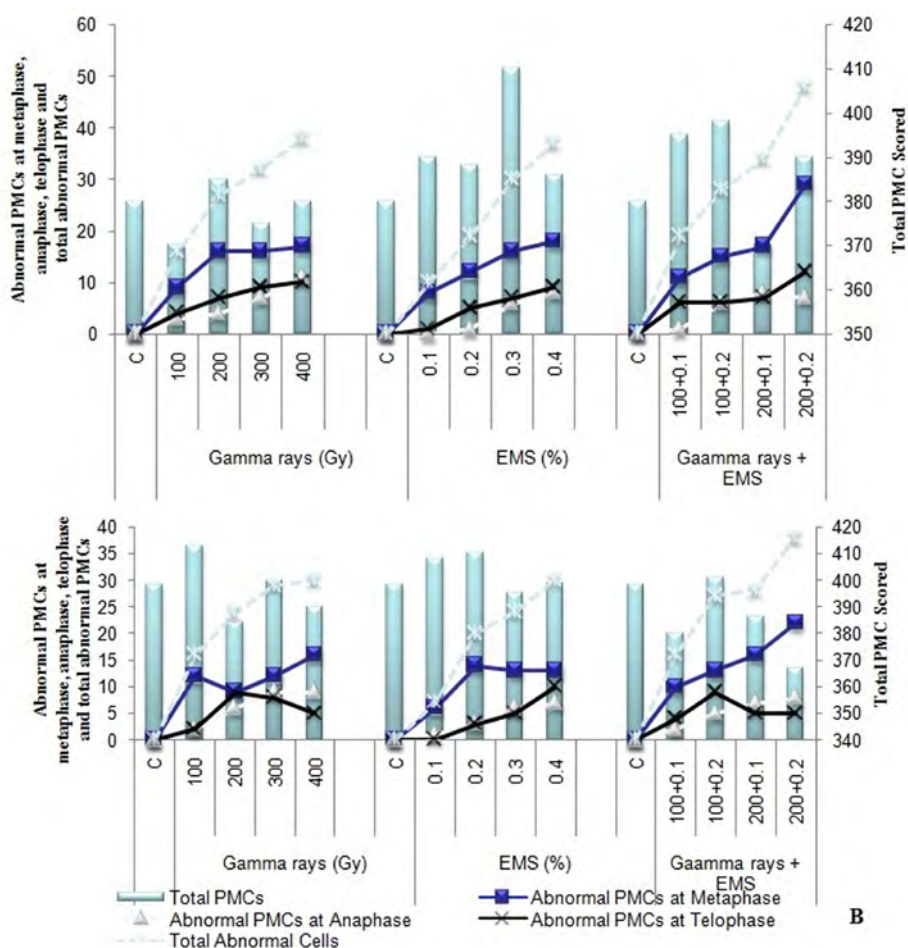 Abnormal PMCs at metaphase,
anaphase, telophase and
total abnormal PMCs
60
50
40
30
20
10
0
420
410
400
390
380
370
360
350
Total PMC Scored
C
100
200
300
400
C
0.1
0.2
0.3
0.4
C
100+0.1
100+0.2
200+0.1
200+0.2
Gamma rays (Gy)
EMS (%)
Gaamma rays +
EMS
Abnormal PMCs at
metaphase, anaphase, telophase
and total abnormal PMCs
40
35
30
25
20
15
10
5
0
420
410
400
390
380
370
360
350
340
Total PMC Scored
C
100
200
300
400
C
0.1
0.2
0.3
0.4
C
100+0.1
100+0.2
200+0.1
200+0.2
Gamma rays (Gy)
EMS (%)
Gaamma rays +
EMS
Total PMCs
Abnormal PMCs at Metaphase
Abnormal PMCs at Anaphase
Abnormal PMCs at Telophase
Total Abnormal Cells
B